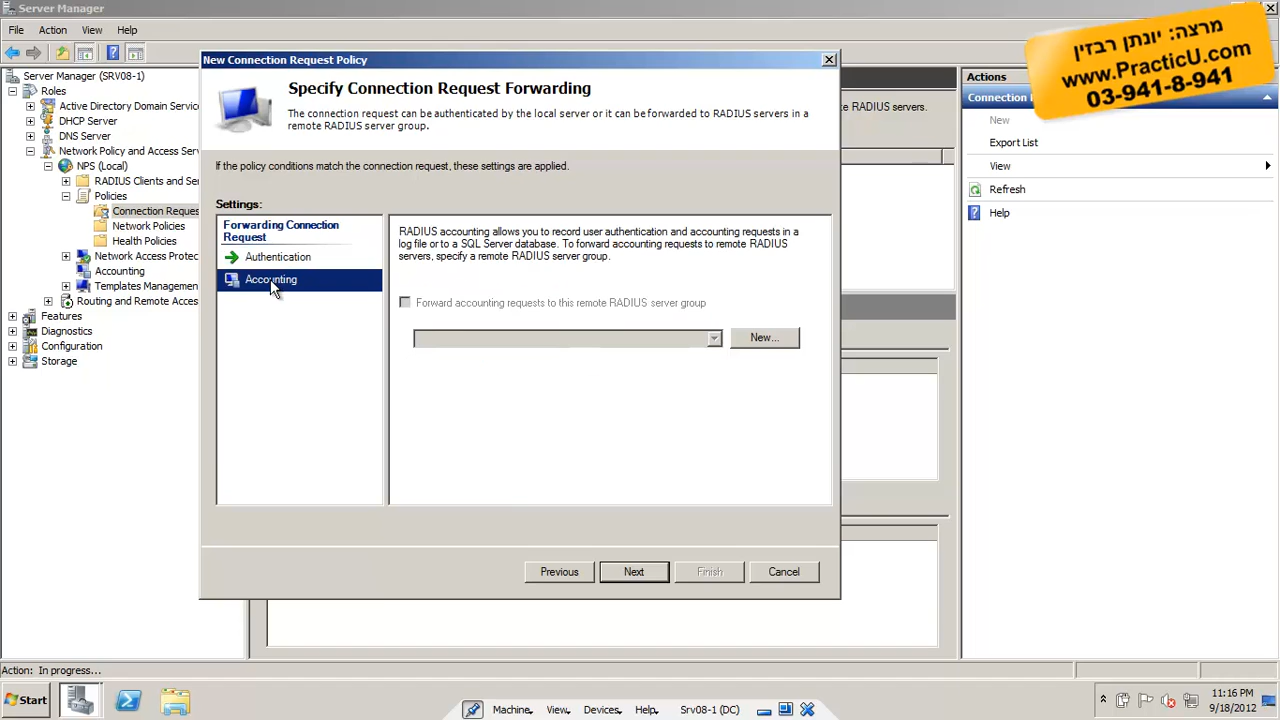 Server Manager
File Action View Help
מרצה: יונתן רבזין
www.PracticU.com
03-941-8-941
Server Manager (SRV08-1)
Roles
Active Directory Domain Servic
DHCP Server
DNS Server
Network Policy and Access Ser
NPS (Local)
RADIUS Clients and Se
Policies
Connection Reques
Network Policies
Health Policies
Network Access Protec
Accounting
Templates Managemen
Routing and Remote Acces
Features
Diagnostics
Configuration
Storage
New Connection Request Policy
Specify Connection Request Forwarding
The connection request can be authenticated by the local server or it can be forwarded to RADIUS servers in a
remote RADIUS server group.
If the policy conditions match the connection request, these settings are applied.
Settings:
Forwarding Connection
Request
Authentication
Accounting
RADIUS accounting allows you to record user authentication and accounting requests in a
log file or to a SQL Server database. To forward accounting requests to remote RADIUS
servers, specify a remote RADIUS server group.
Forward accounting requests to this remote RADIUS server group
New...
Previous Next Finish Cancel
te RADIUS servers.
Actions
Connection
New
Export List
View
Refresh
Help
Action: In progress...
Start
Machine View Devices Help Srv08-1 (DC)
11:16 PM
9/18/2012